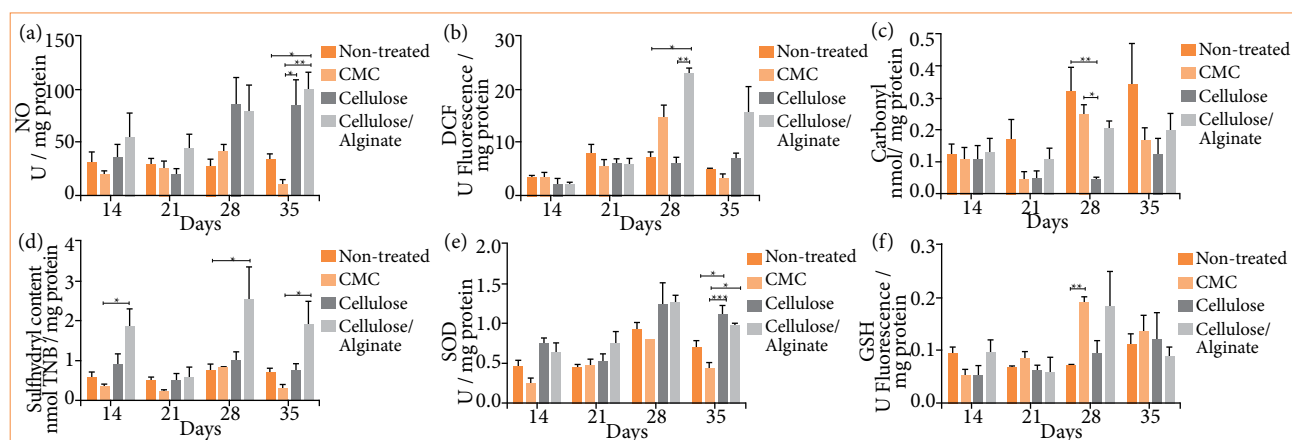 (a)
NO
U / mg protein
150
100
50
0
*
**
*
14 21 28 35
Days
Non-treated
CMC
Cellulose
Cellulose/
Alginate
(b)
DCF
U Fluorescence /
mg protein
30
20
10
0
*
**
14 21 28 35
Days
Non-treated
CMC
Cellulose
Cellulose/
Alginate
(c)
Carbonyl
nmol/ mg protein
0.5
0.4
0.3
0.2
0.1
0.0
**
*
14 21 28 35
Days
Non-treated
CMC
Cellulose
Cellulose/
Alginate
(d)
Sulfhydryl content
nmol TNB / mg protein
4
3
2
1
0
*
*
*
14 21 28 35
Days
Non-treated
CMC
Cellulose
Cellulose/
Alginate
(e)
SOD
U / mg protein
2.0
1.5
1.0
0.5
0.0
*
*
***
14 21 28 35
Days
Non-treated
CMC
Cellulose
Cellulose/
Alginate
(f)
GSH
U Fluorescence /
mg protein
0.3
0.2
0.1
0.0
**
14 21 28 35
Days
Non-treated
CMC
Cellulose
Cellulose/
Alginate